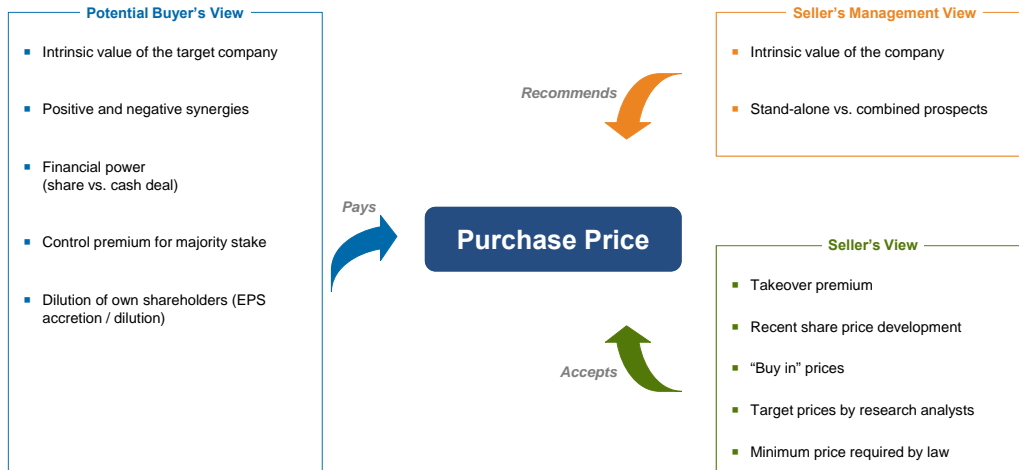 Potential Buyer's View
Intrinsic value of the target company
Positive and negative synergies
Financial power
(share vs. cash deal)
Control premium for majority stake
Dilution of own shareholders (EPS
accretion / dilution)
Pays
Purchase Price
Recommends
Accepts
Seller's Management View
Intrinsic value of the company
Stand-alone vs. combined prospects
Seller's View
Takeover premium
Recent share price development
“Buy in” prices
Target prices by research analysts
Minimum price required by law